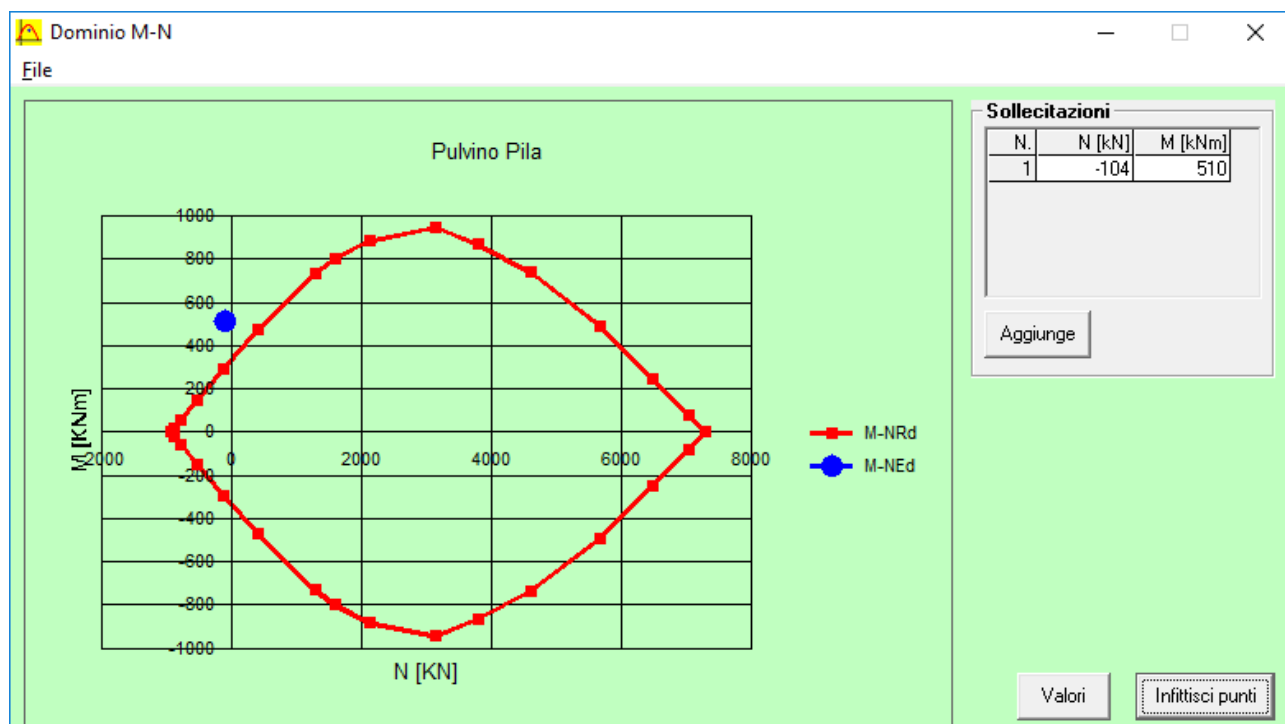 Dominio M-N
File
Pulvino Pila
1000
800
600
400
200
0
-200
-400
-600
-800
-1000
M [KNm]
2000 0 2000 4000 6000 8000
N [KN]
M-NRd
M-NEd
Sollecitazioni
N. N [kN] M [kNm]
1 -104 510
Aggiunge
Valori Infittisci punti